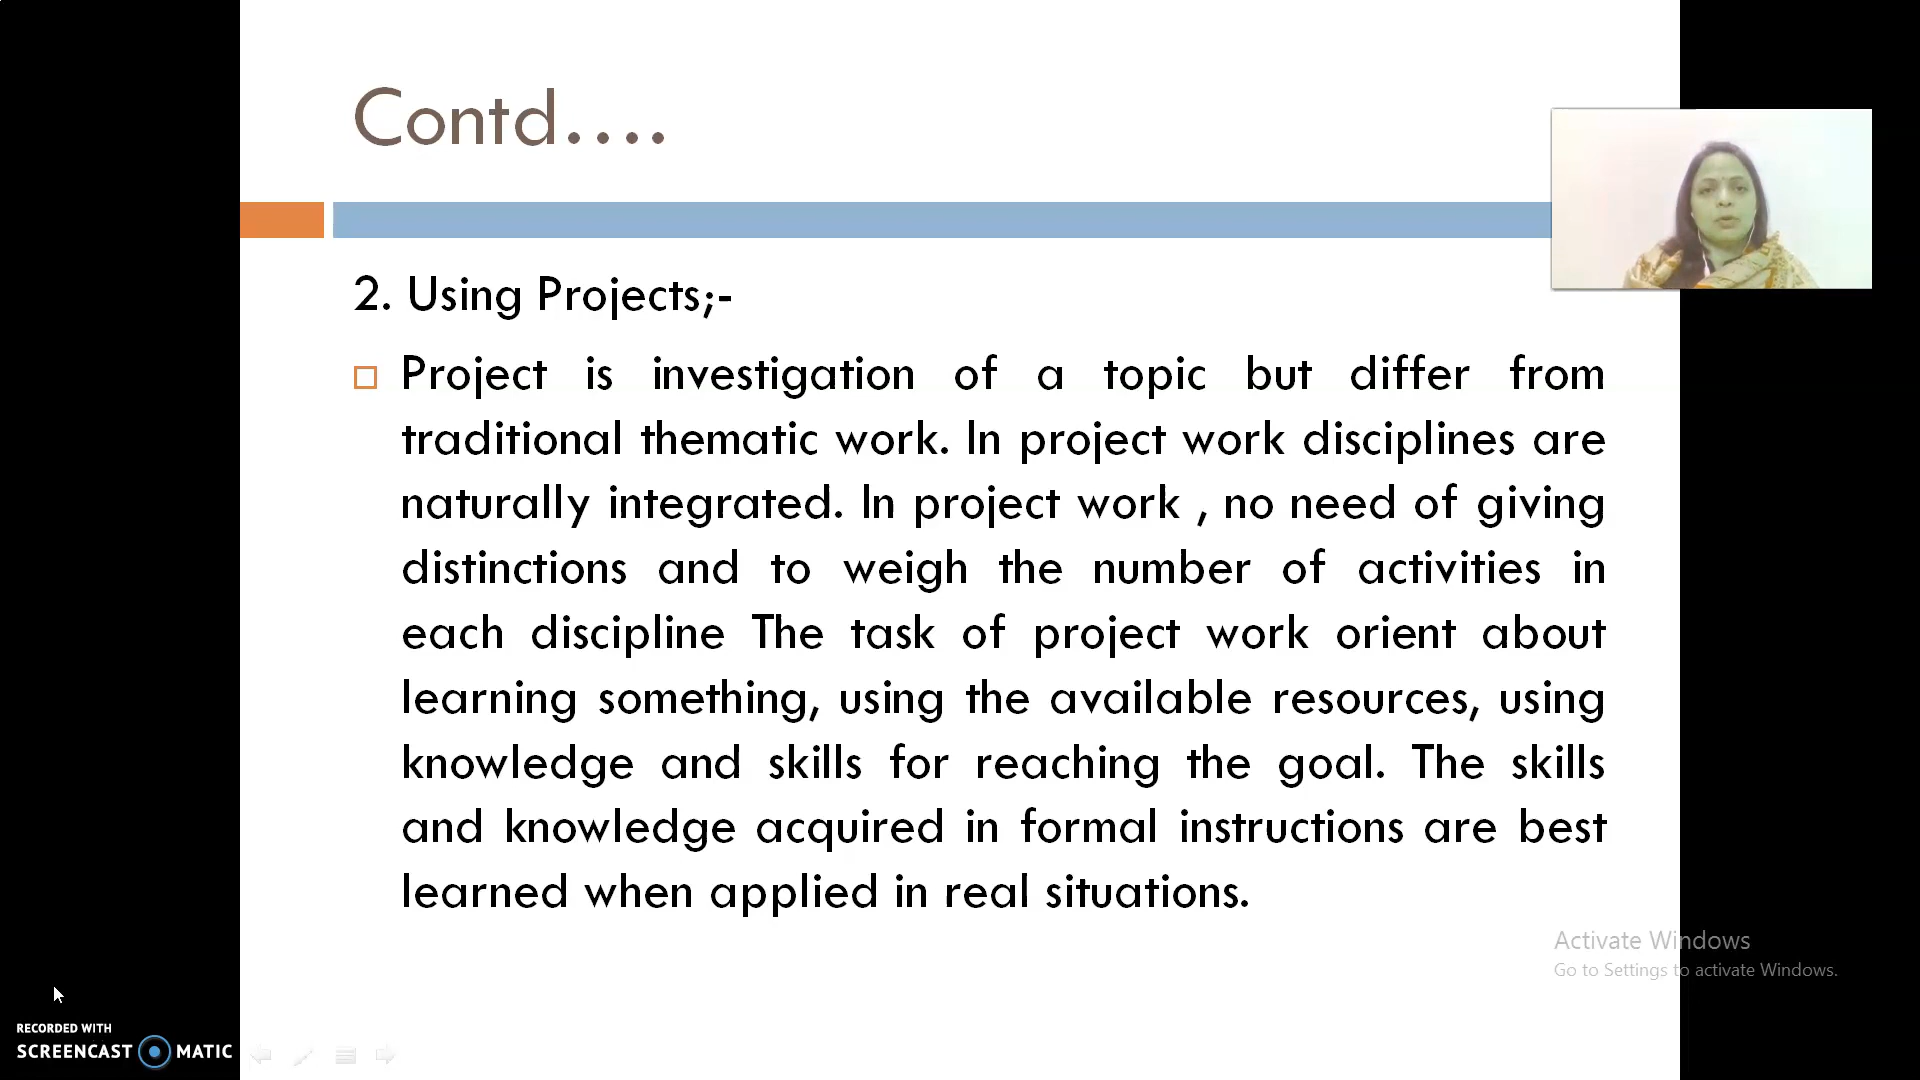 Contd....
2. Using Projects;-
Project is investigation of a topic but differ from
traditional thematic work. In project work disciplines are
naturally integrated. In project work , no need of giving
distinctions and to weigh the number of activities in
each discipline The task of project work orient about
learning something, using the available resources, using
knowledge and skills for reaching the goal. The skills
and knowledge acquired in formal instructions are best
learned when applied in real situations.
Activate Windows
Go to Settings to activate Windows.
RECORDED WITH
SCREENCAST MATIC